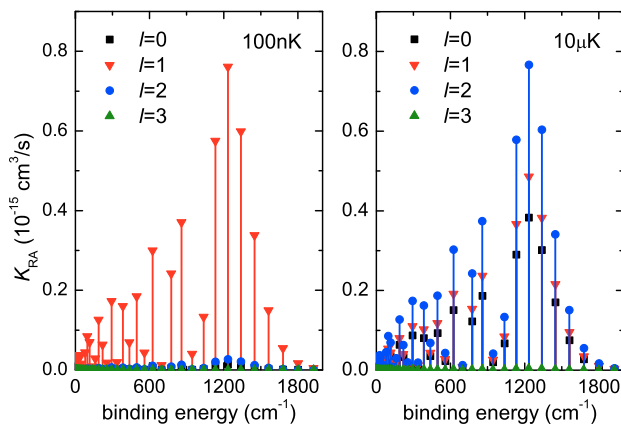 100nK
l=0
l=1
l=2
l=3
0.8
0.6
0.4
0.2
0.0
K_RA (10^-15 cm^3/s)
0 600 1200 1800
binding energy (cm^-1)
10μK
l=0
l=1
l=2
l=3
0 600 1200 1800
binding energy (cm^-1)